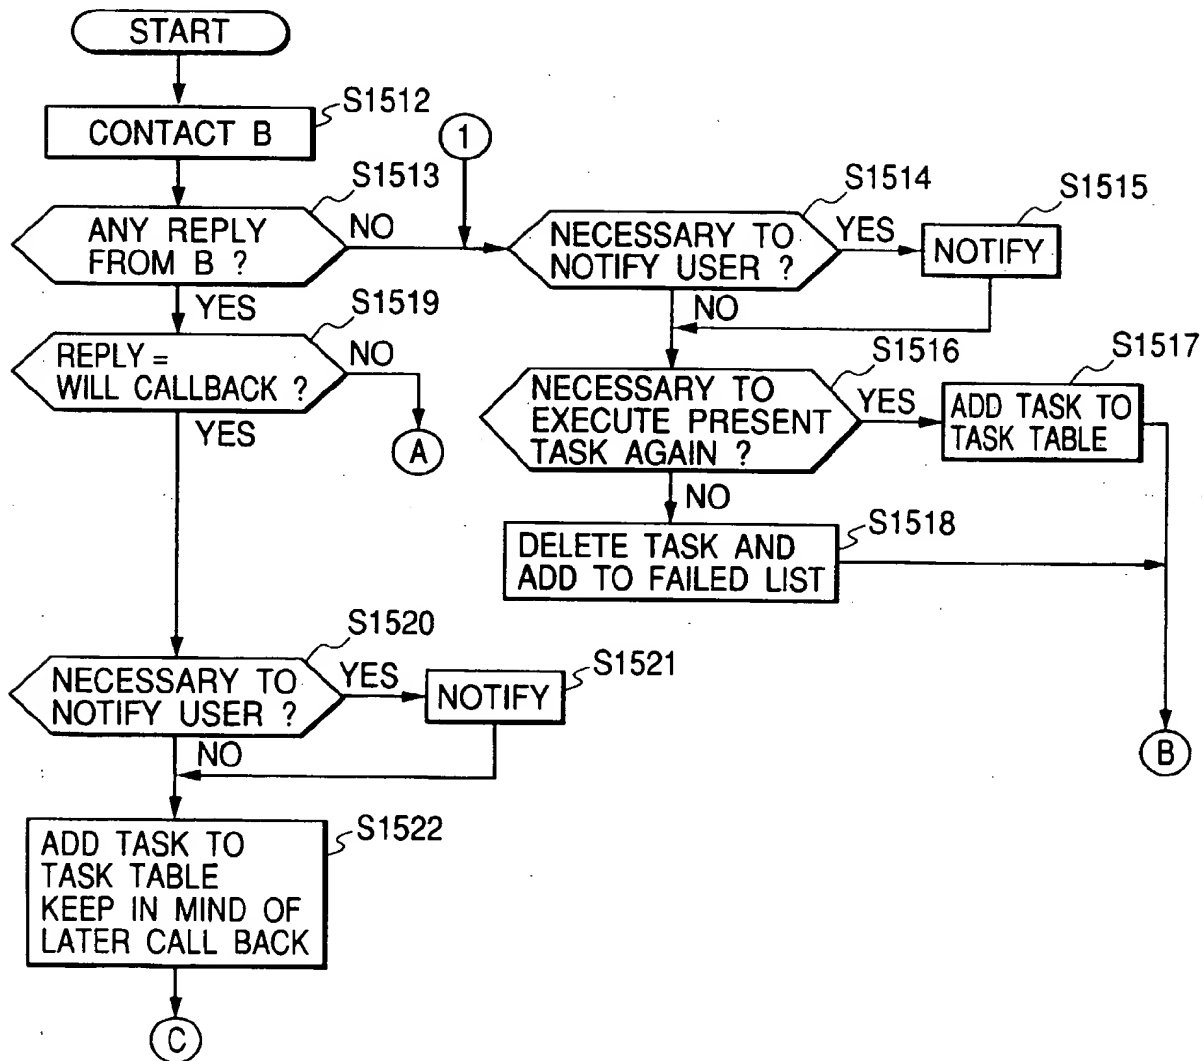 START
S1512
CONTACT B
1
S1513
ANY REPLY
FROM B ?
NO
YES
S1514
NECESSARY TO
NOTIFY USER ?
YES
NO
S1515
NOTIFY
S1519
REPLY =
WILL CALLBACK ?
NO
YES
A
S1516
NECESSARY TO
EXECUTE PRESENT
TASK AGAIN ?
YES
NO
S1517
ADD TASK TO
TASK TABLE
S1518
DELETE TASK AND
ADD TO FAILED LIST
B
S1520
NECESSARY TO
NOTIFY USER ?
YES
NO
S1521
NOTIFY
S1522
ADD TASK TO
TASK TABLE
KEEP IN MIND OF
LATER CALL BACK
C